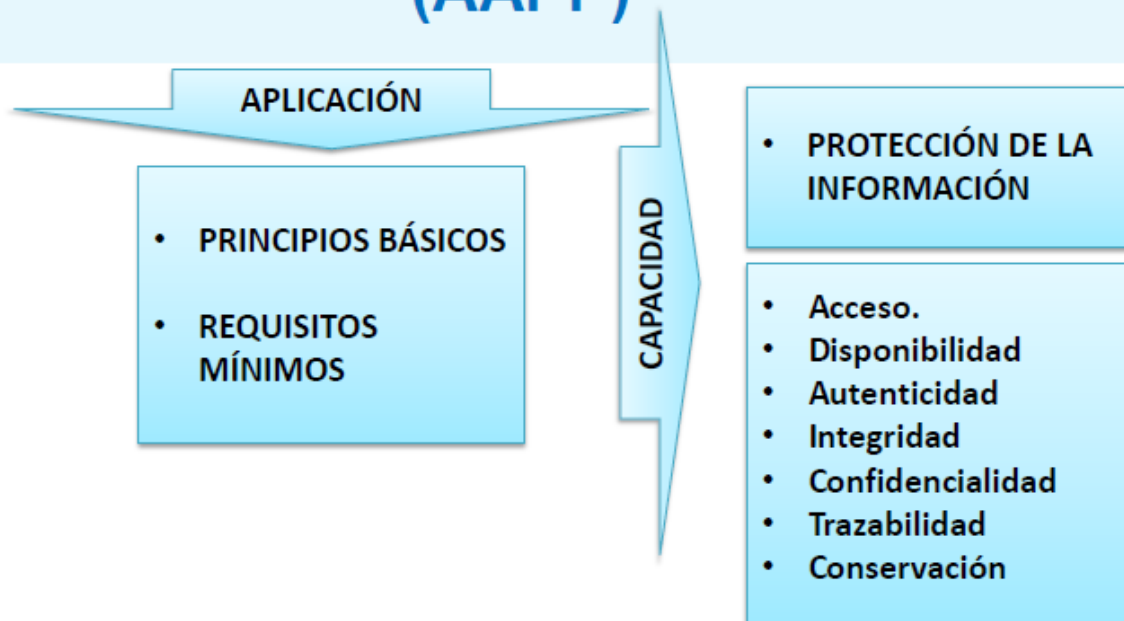 APLICACIÓN
• PRINCIPIOS BÁSICOS
• REQUISITOS
MÍNIMOS
CAPACIDAD
• PROTECCIÓN DE LA
INFORMACIÓN
• Acceso.
• Disponibilidad
• Autenticidad
• Integridad
• Confidencialidad
• Trazabilidad
• Conservación